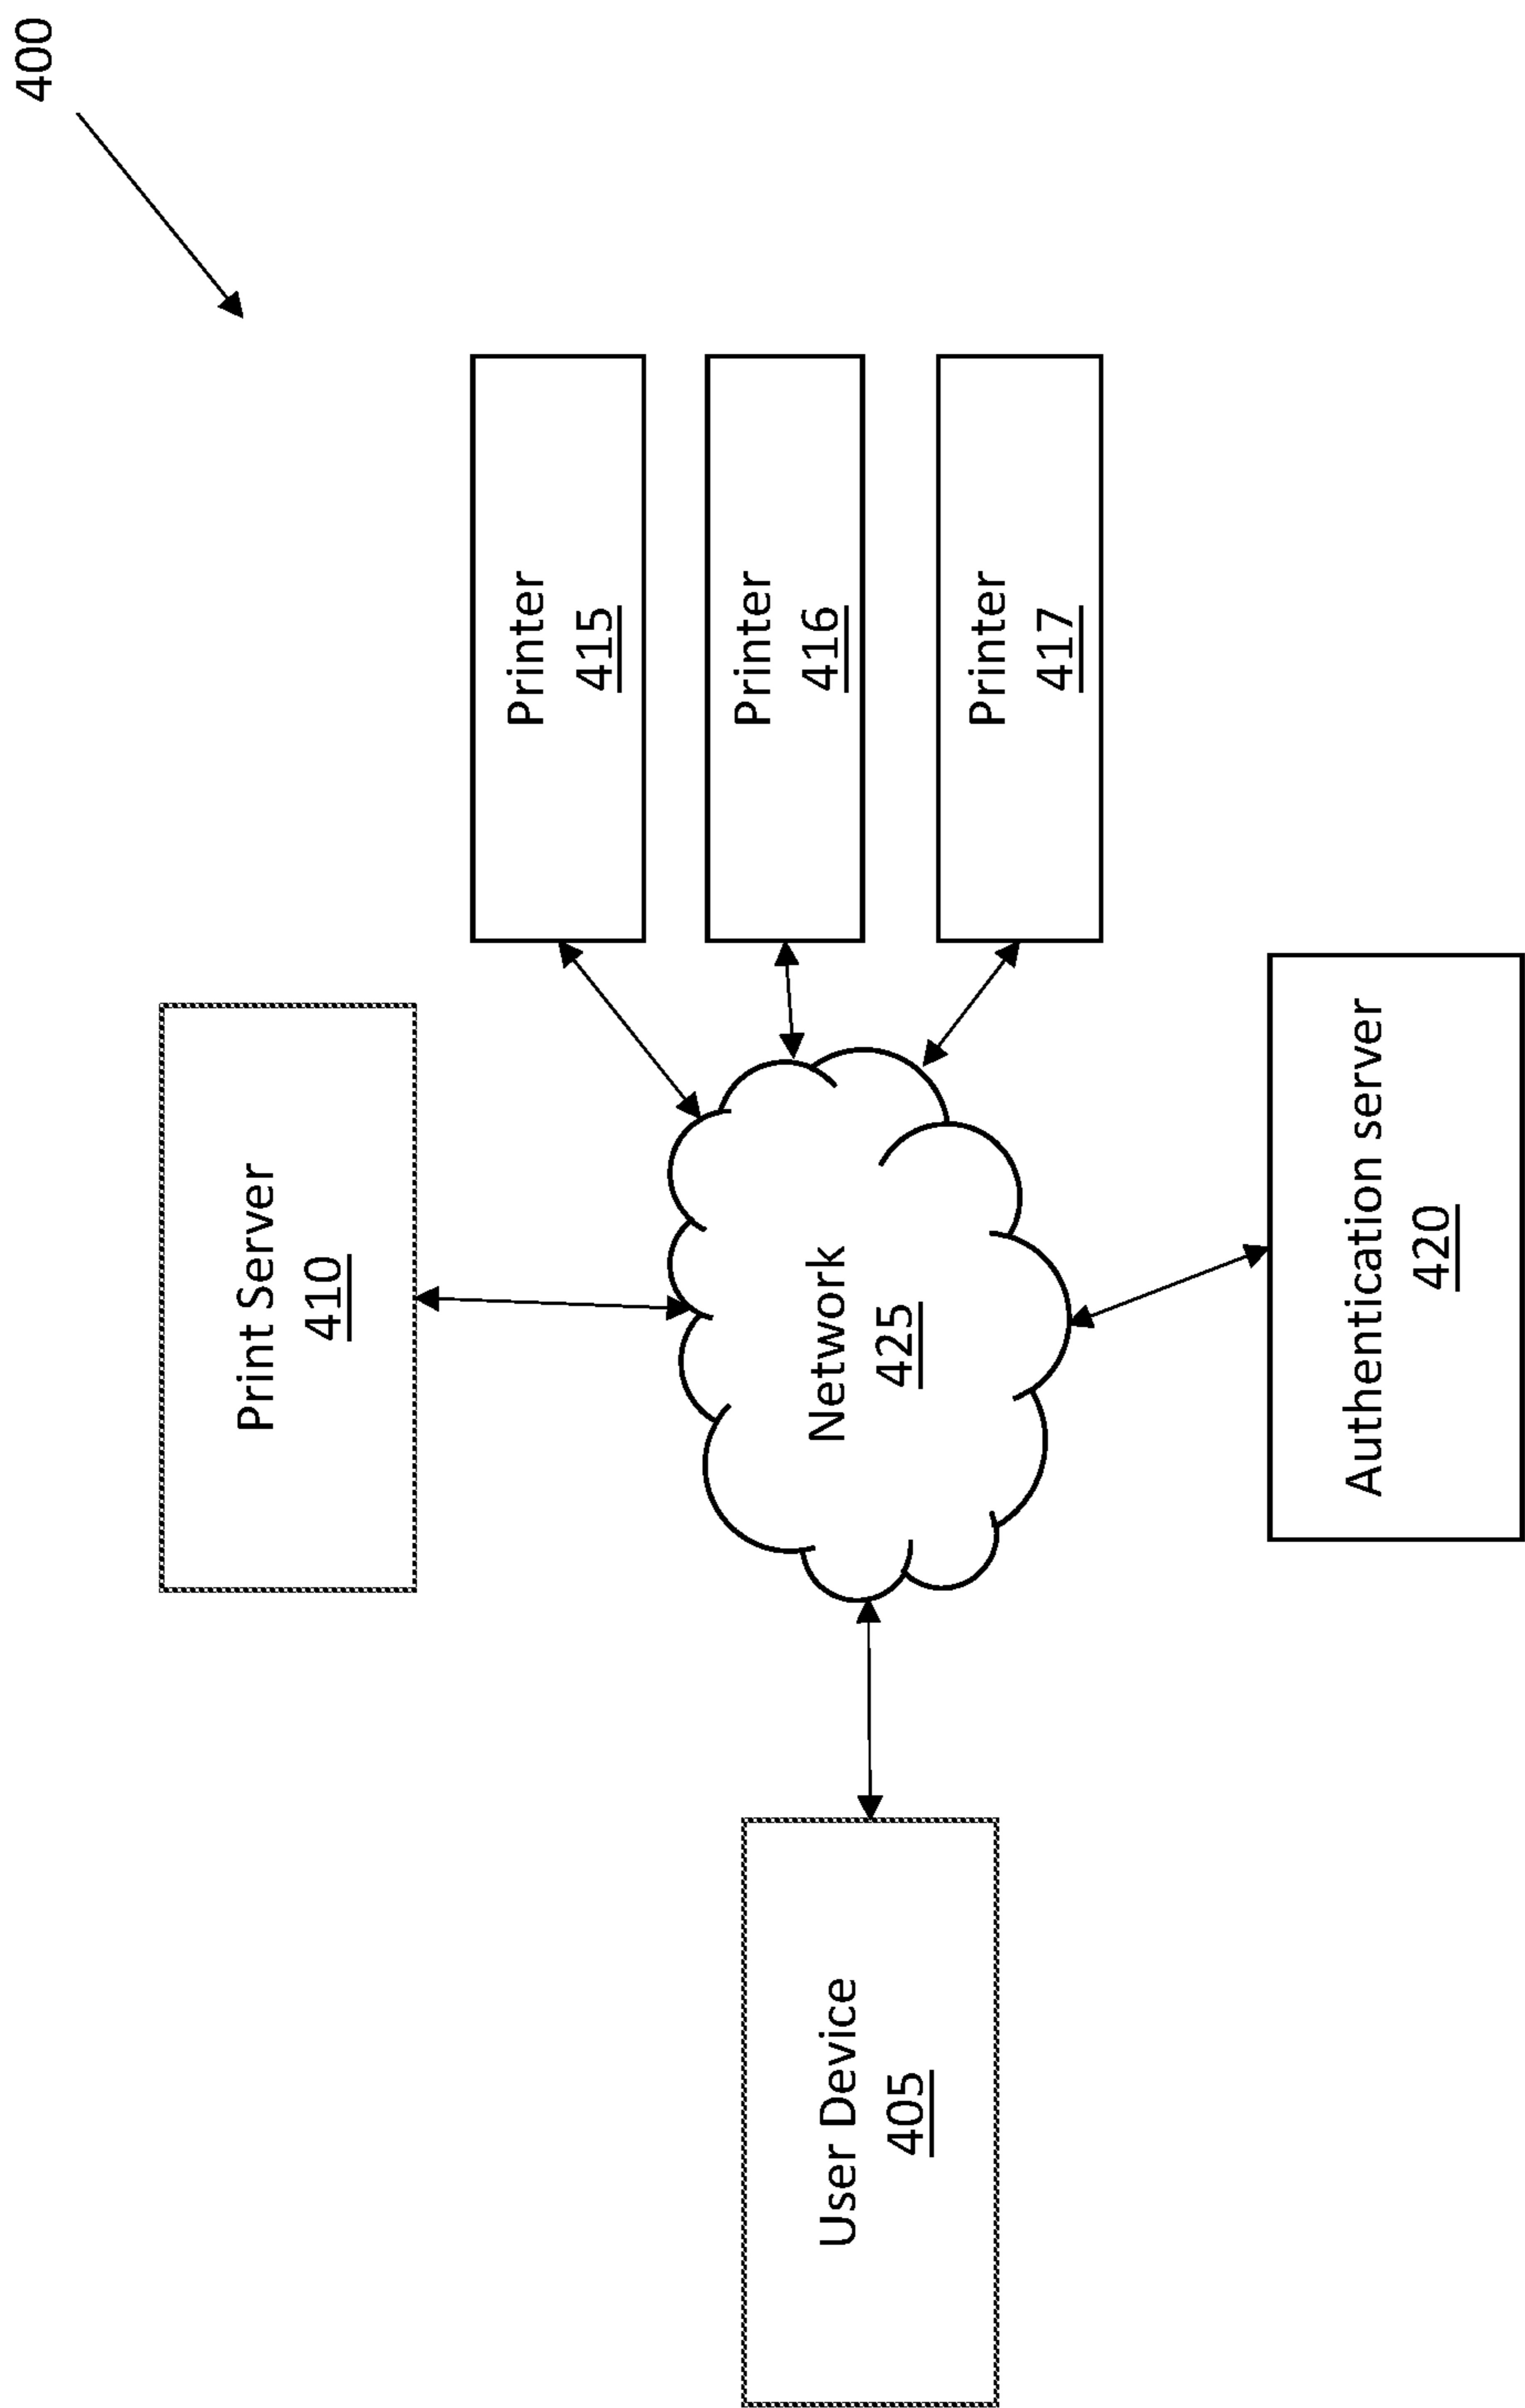 400
Print Server
410
Printer
415
Printer
416
Printer
417
Network
425
User Device
405
Authentication server
420